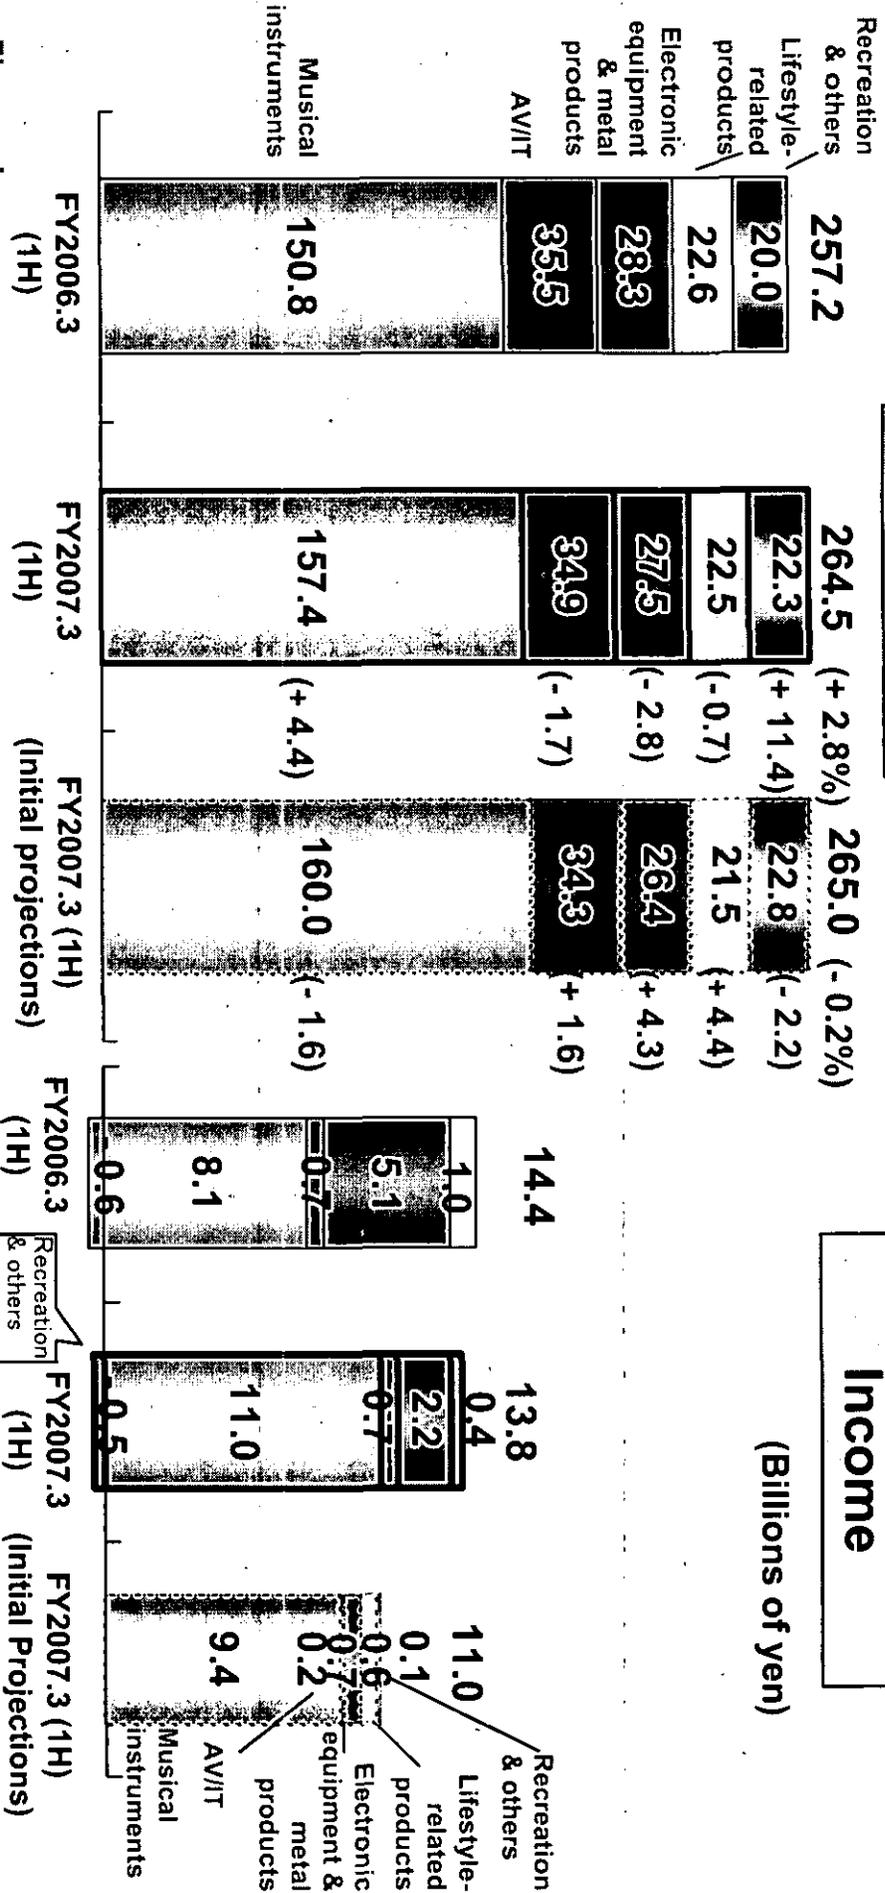 Income
(Billions of yen)
257.2
264.5 (+ 2.8%)
265.0 (- 0.2%)
Recreation
& others
20.0
22.3
(+ 11.4)
22.8
(- 2.2)
Lifestyle-
related
products
22.6
22.5
(-0.7)
21.5
(+ 4.4)
Electronic
equipment
& metal
products
28.3
27.5
(- 2.8)
26.4
(+ 4.3)
AV/IT
35.5
34.9
(- 1.7)
34.3
(+ 1.6)
Musical
instruments
150.8
157.4
(+ 4.4)
160.0
(- 1.6)
FY2006.3
(1H)
FY2007.3
(1H)
FY2007.3 (1H)
(Initial projections)
14.4
1.0
5.1
0.7
8.1
- 0.6
13.8
0.4
2.2
0.7
11.0
- 0.5
11.0
0.1
0.6
0.7
0.2
9.4
Recreation
& others
Lifestyle-
related
products
Electronic
equipment &
metal
products
AV/IT
Musical
instruments
FY2006.3
(1H)
Recreation
& others
FY2007.3
(1H)
FY2007.3 (1H)
(Initial Projections)